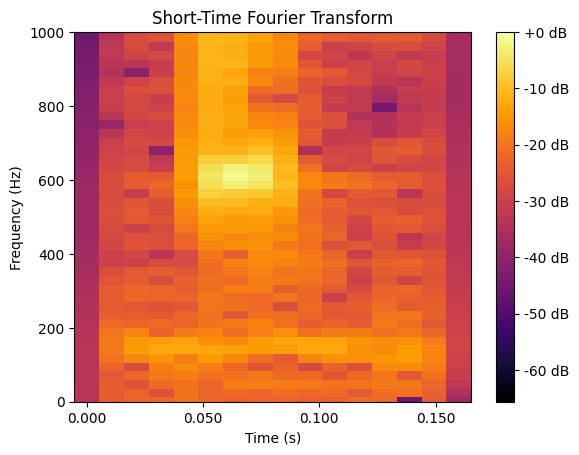 Short-Time Fourier Transform
1000
800
600
400
200
0
Frequency (Hz)
0.000
0.050
0.100
0.150
Time (s)
+0 dB
-10 dB
-20 dB
-30 dB
-40 dB
-50 dB
-60 dB